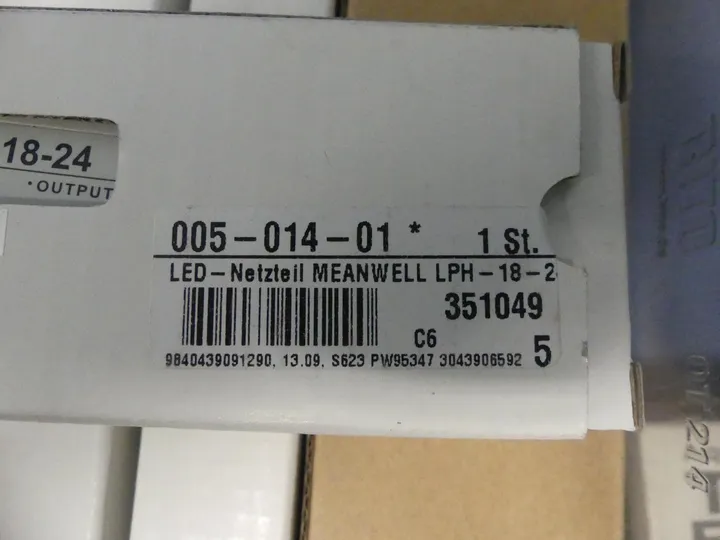 18-24
•OUTPUT
005-014-01 * 1 St.
LED-Netzteil MEANWELL LPH-18-2
351049
C6
5
9840439091290, 13.09, S623 PW95347 3043906592